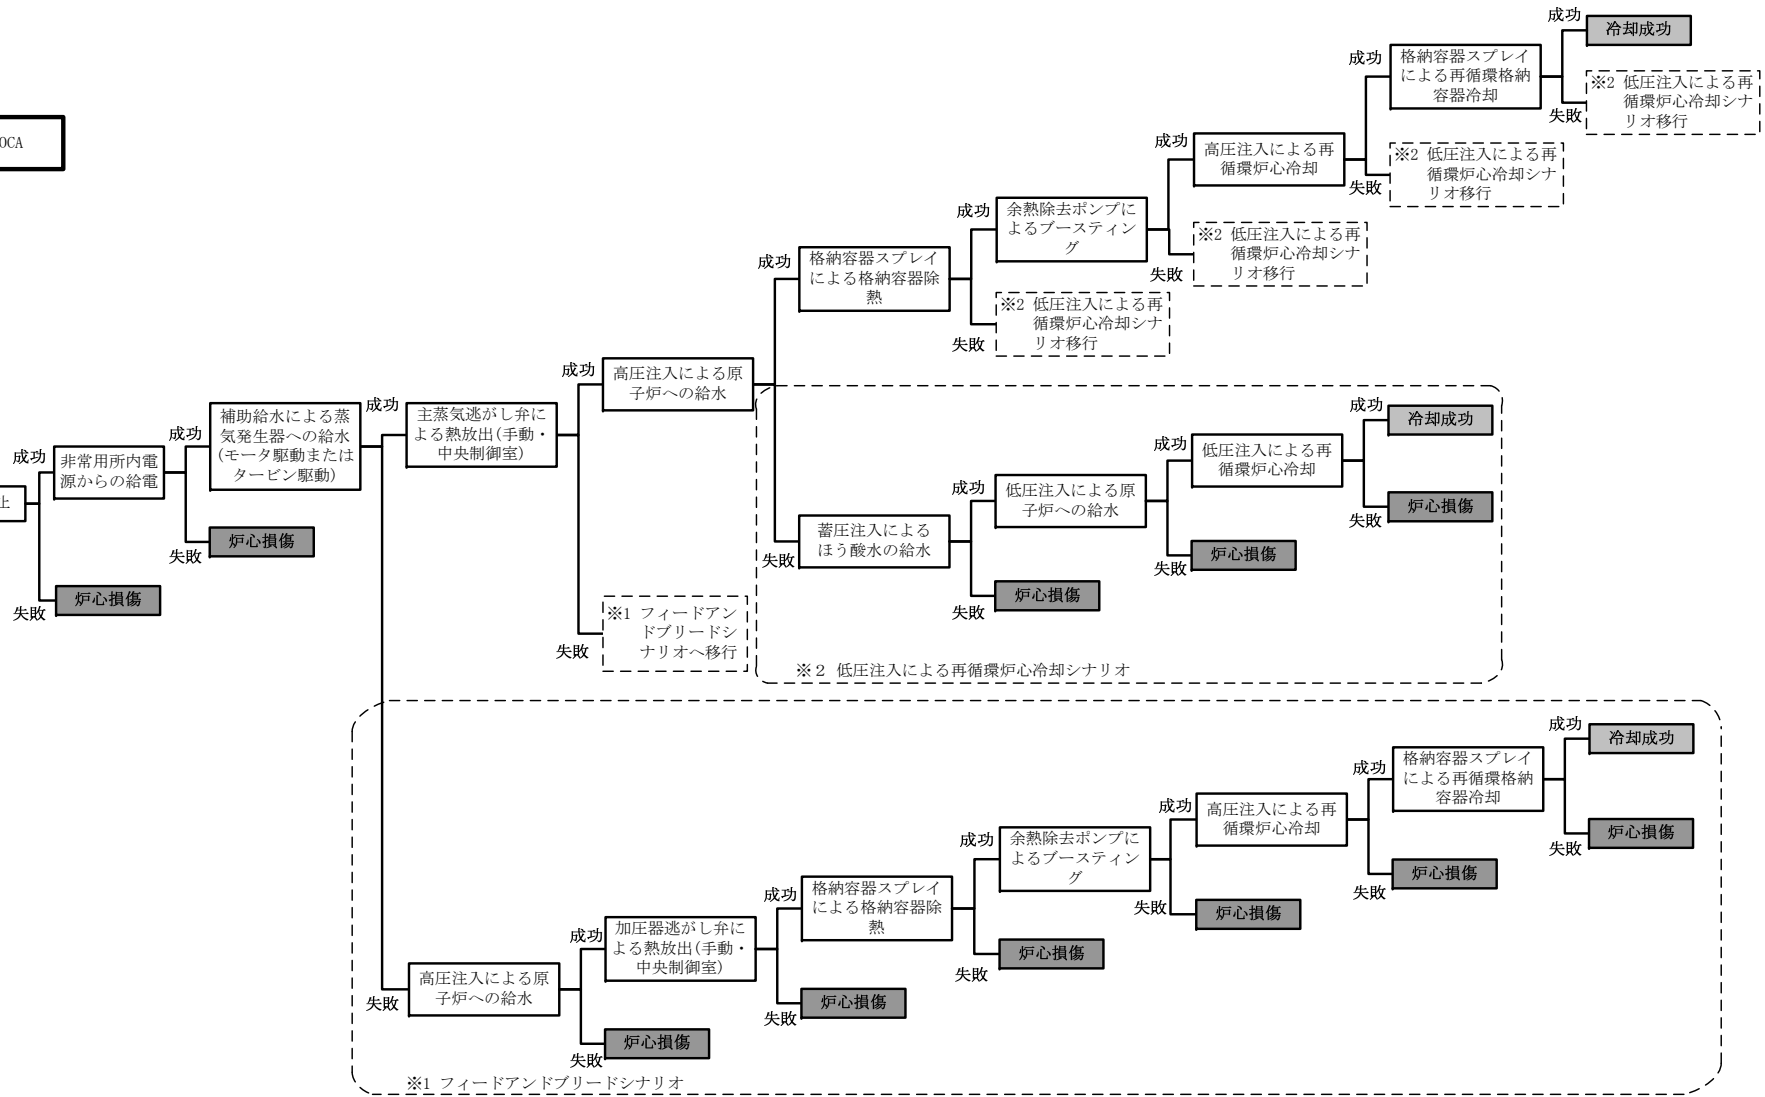 OCA
止
成功
失敗
非常用所内電
源からの給電
炉心損傷
成功
失敗
補助給水による蒸
気発生器への給水
(モータ駆動または
タービン駆動)
炉心損傷
成功
失敗
主蒸気逃がし弁に
よる熱放出(手動・
中央制御室)
成功
失敗
高圧注入による原
子炉への給水
※1 フィードアン
ドブリードシ
ナリオへ移行
成功
失敗
格納容器スプレイ
による格納容器除
熱
成功
失敗
余熱除去ポンプに
よるブースティン
グ
※2 低圧注入による再
循環炉心冷却シナ
リオ移行
成功
失敗
高圧注入による再
循環炉心冷却
※2 低圧注入による再
循環炉心冷却シナ
リオ移行
成功
失敗
格納容器スプレイ
による再循環格納
容器冷却
※2 低圧注入による再
循環炉心冷却シナ
リオ移行
成功
失敗
冷却成功
※2 低圧注入による再
循環炉心冷却シナ
リオ移行
蓄圧注入による
ほう酸水の給水
成功
失敗
低圧注入による原
子炉への給水
炉心損傷
成功
失敗
低圧注入による再
循環炉心冷却
炉心損傷
成功
失敗
冷却成功
炉心損傷
※２ 低圧注入による再循環炉心冷却シナリオ
高圧注入による原
子炉への給水
成功
失敗
加圧器逃がし弁に
よる熱放出(手動・
中央制御室)
炉心損傷
成功
失敗
格納容器スプレイ
による格納容器除
熱
炉心損傷
成功
失敗
余熱除去ポンプに
よるブースティン
グ
炉心損傷
成功
失敗
高圧注入による再
循環炉心冷却
炉心損傷
成功
失敗
格納容器スプレイ
による再循環格納
容器冷却
炉心損傷
成功
失敗
冷却成功
炉心損傷
※1 フィードアンドブリードシナリオ